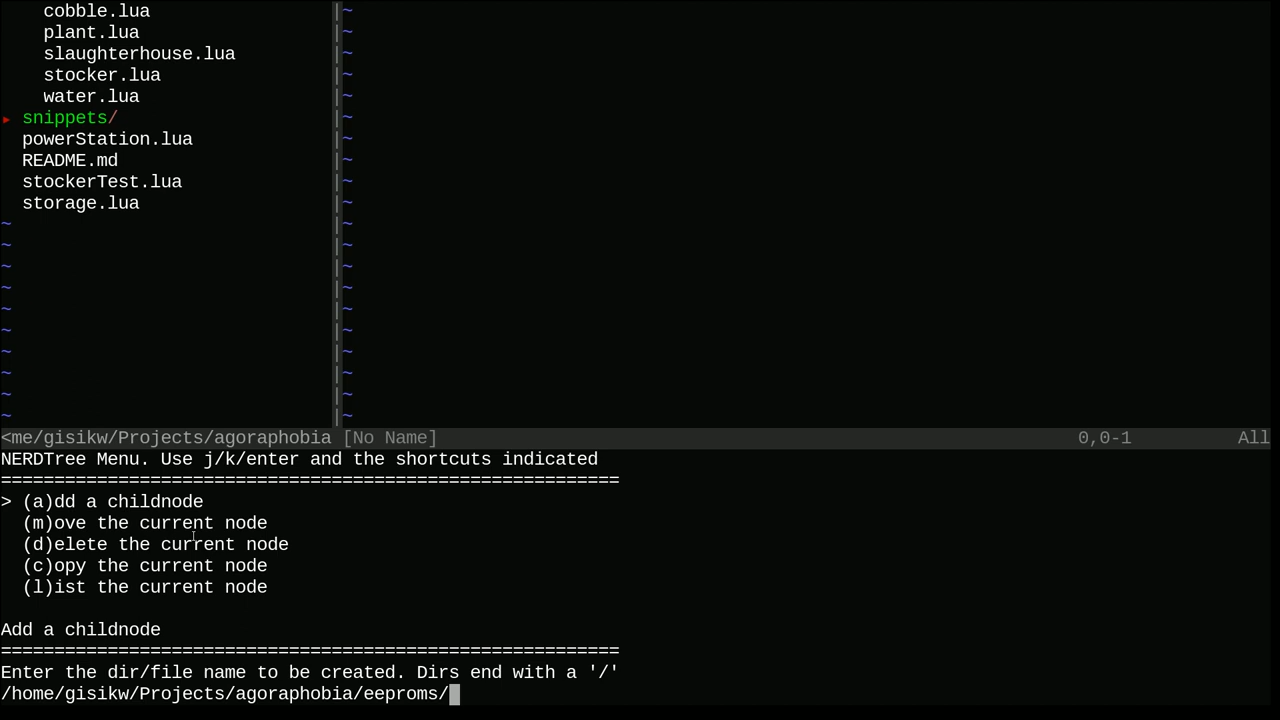 cobble.lua
plant.lua
slaughterhouse.lua
stocker.lua
water.lua
▸ snippets/
powerStation.lua
README.md
stockerTest.lua
storage.lua
<me/gisikw/Projects/agoraphobia [No Name] 0,0-1 All
NERDTree Menu. Use j/k/enter and the shortcuts indicated
==========================================================
> (a)dd a childnode
(m)ove the current node
(d)elete the current node
(c)opy the current node
(l)ist the current node
Add a childnode
==========================================================
Enter the dir/file name to be created. Dirs end with a '/'
/home/gisikw/Projects/agoraphobia/eeproms/